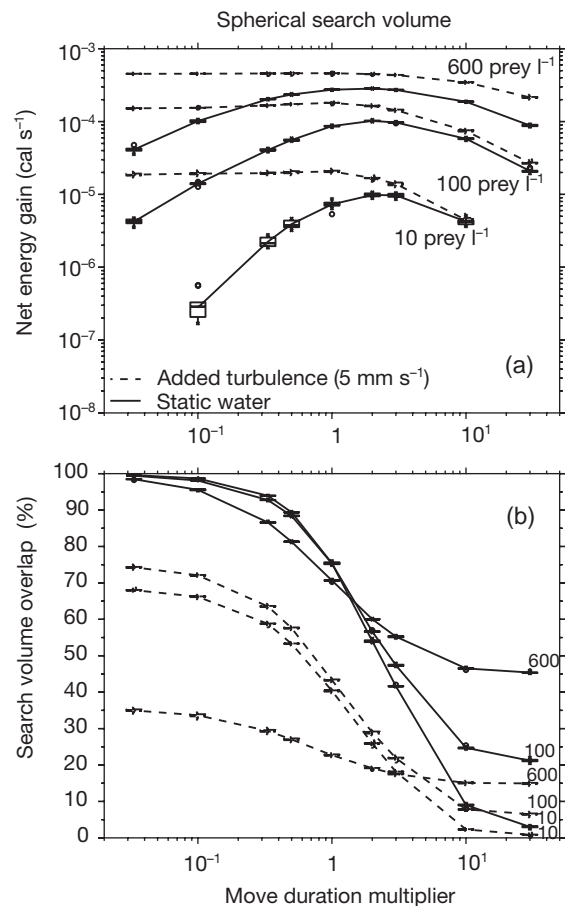 Spherical search volume
10⁻³
10⁻⁴
10⁻⁵
10⁻⁶
10⁻⁷
10⁻⁸
Net energy gain (cal s⁻¹)
600 prey l⁻¹
100 prey l⁻¹
10 prey l⁻¹
Added turbulence (5 mm s⁻¹)
Static water
(a)
10⁻¹ 1 10¹
100
90
80
70
60
50
40
30
20
10
0
Search volume overlap (%)
(b)
600
100
600
100
10
10
10⁻¹ 1 10¹
Move duration multiplier